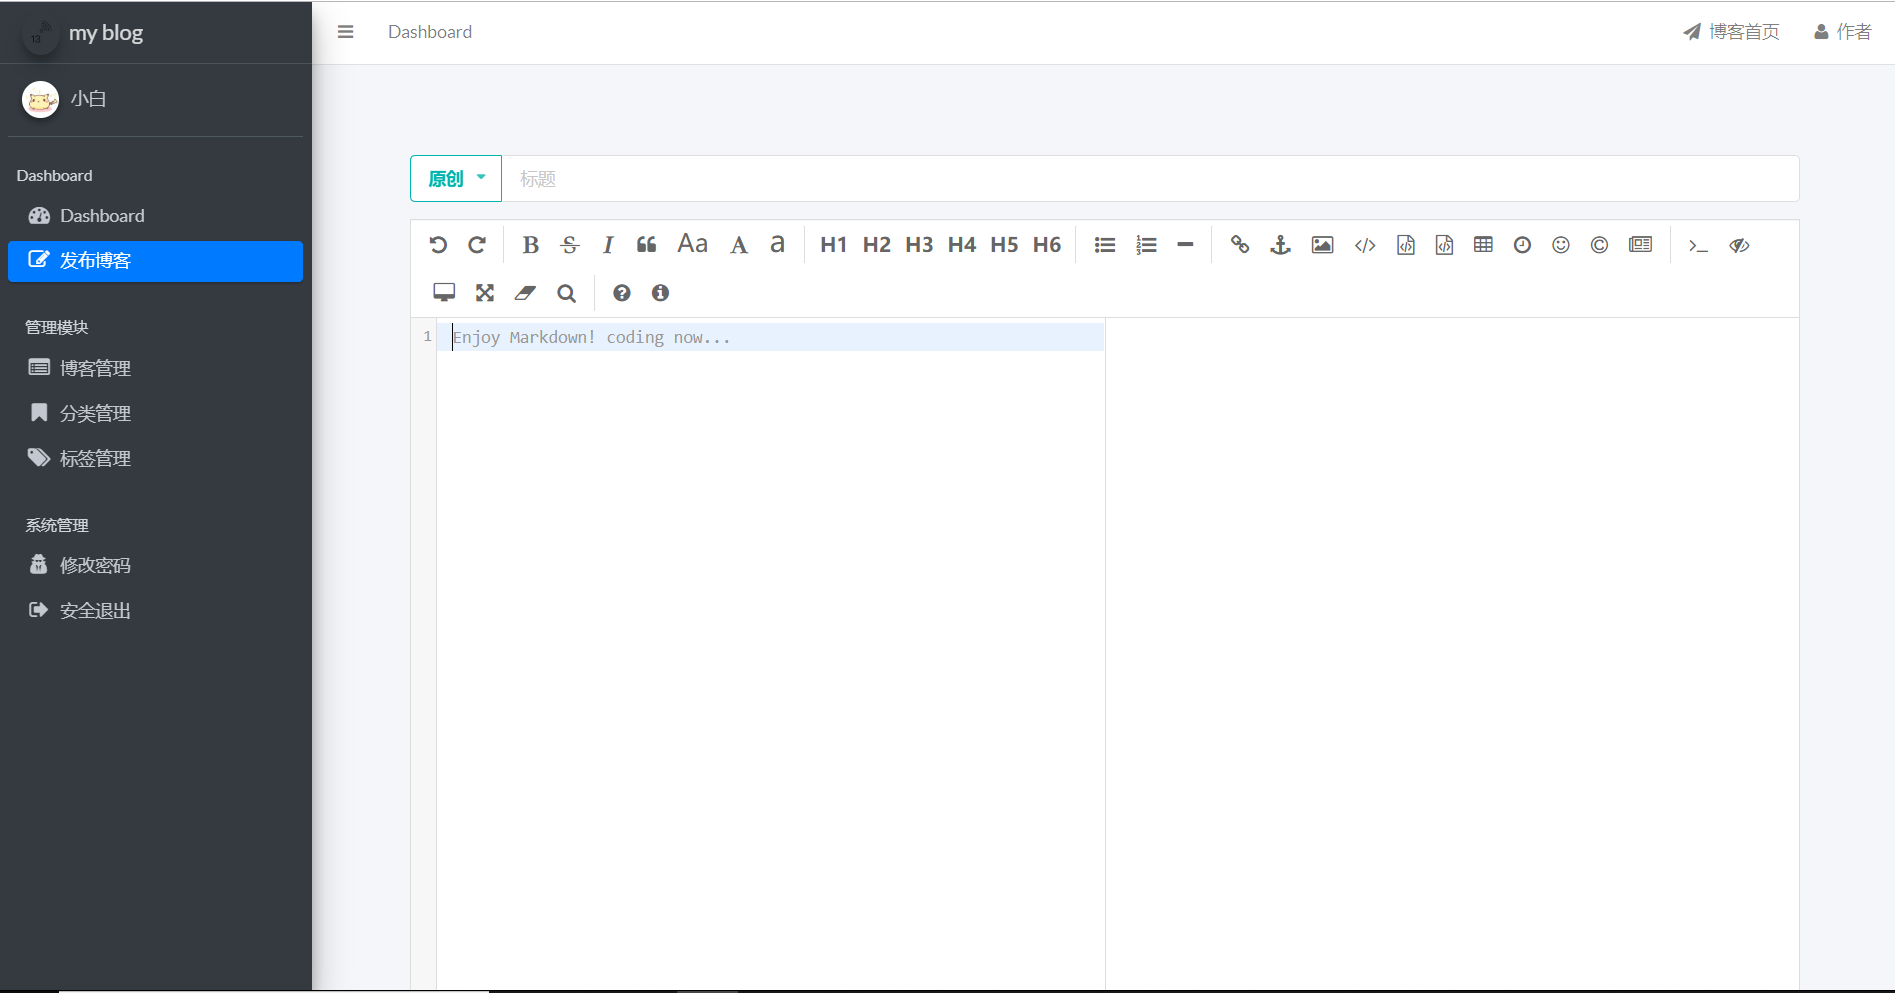 13
my blog
Dashboard
博客首页
作者
小白
Dashboard
Dashboard
发布博客
管理模块
博客管理
分类管理
标签管理
系统管理
修改密码
安全退出
原创
标题
B S I Aa A a H1 H2 H3 H4 H5 H6
1
Enjoy Markdown! coding now...